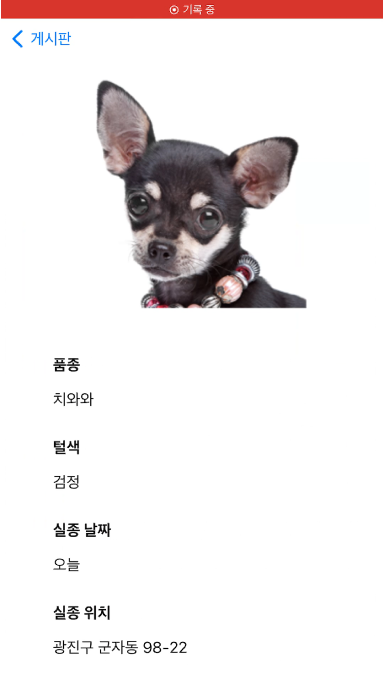 기록 중
게시판
품종
치와와
털색
검정
실종 날짜
오늘
실종 위치
광진구 군자동 98-22